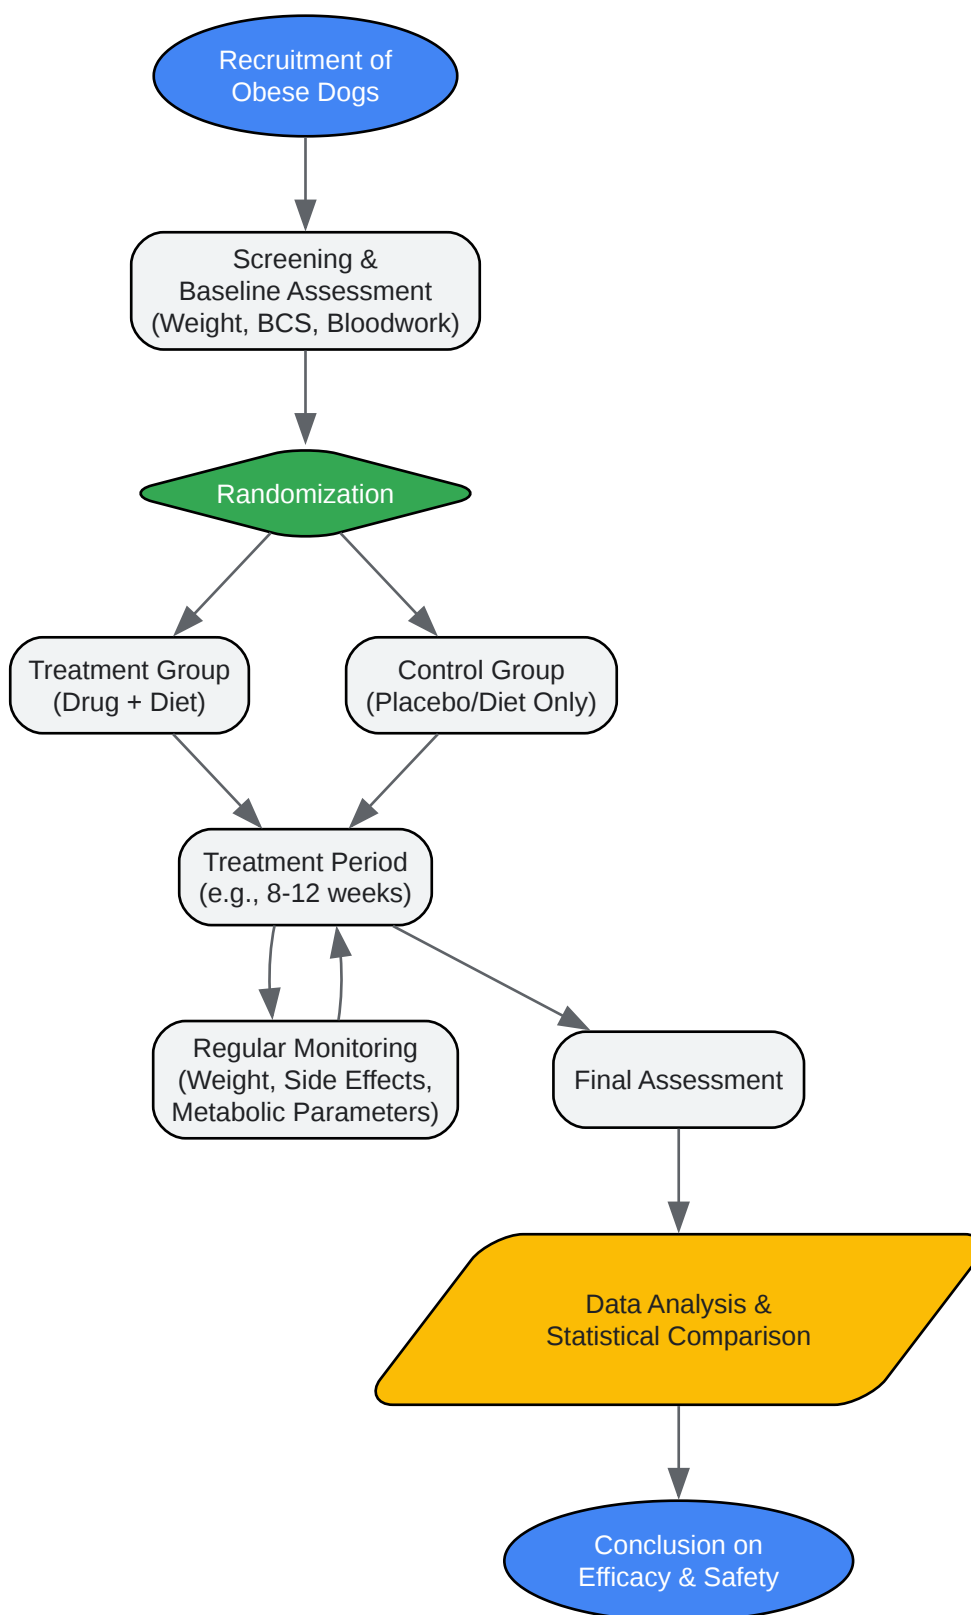 Recruitment of
Obese Dogs
Screening &
Baseline Assessment
(Weight, BCS, Bloodwork)
Randomization
Treatment Group
(Drug + Diet)
Control Group
(Placebo/Diet Only)
Treatment Period
(e.g., 8-12 weeks)
Regular Monitoring
(Weight, Side Effects,
Metabolic Parameters)
Final Assessment
Data Analysis &
Statistical Comparison
Conclusion on
Efficacy & Safety